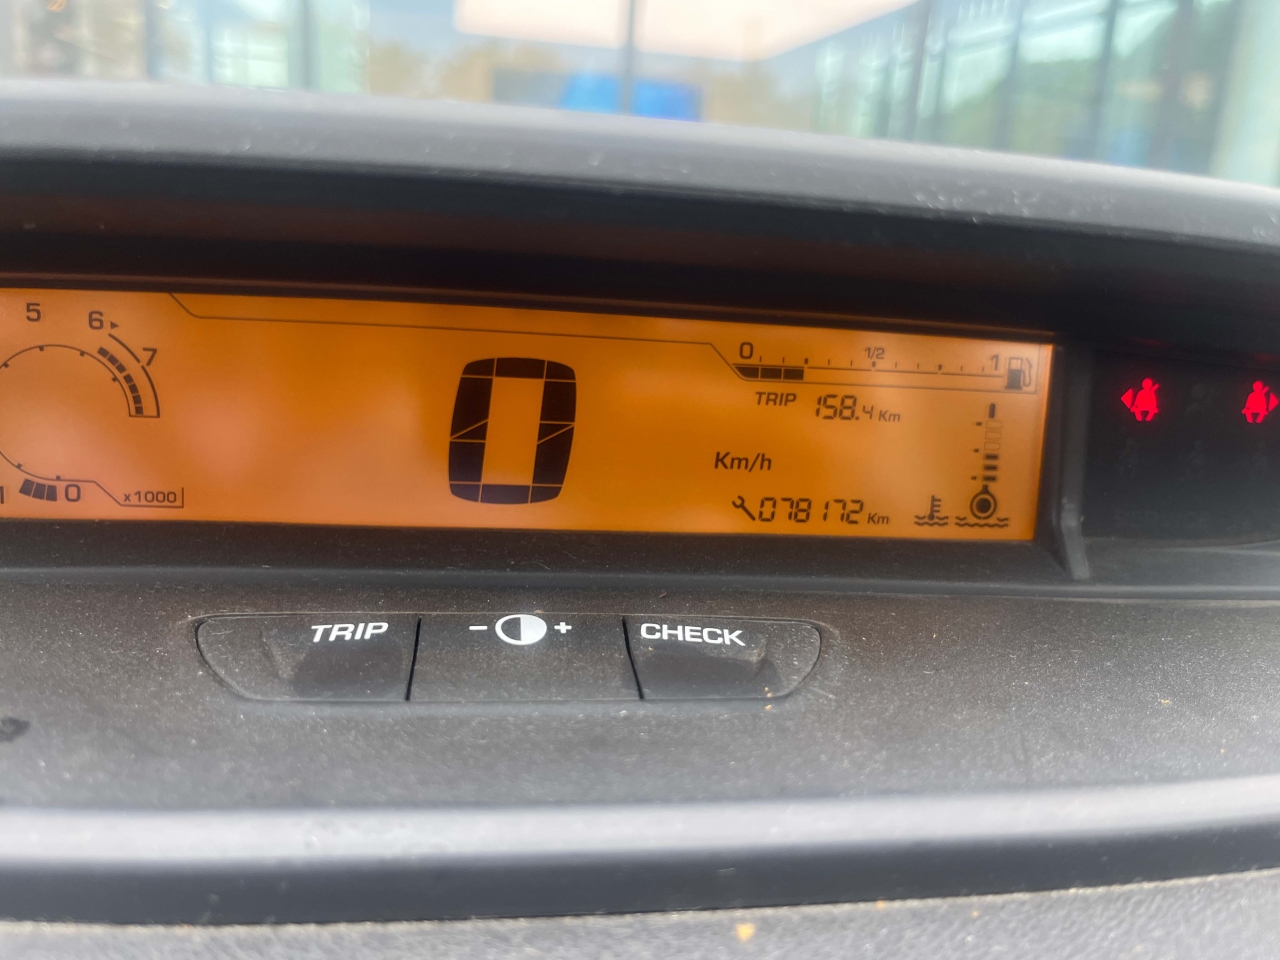 5 6 7
1 0 x1000
0
0 1/2 1
TRIP 158.4 Km
Km/h
078172 Km
TRIP - + CHECK